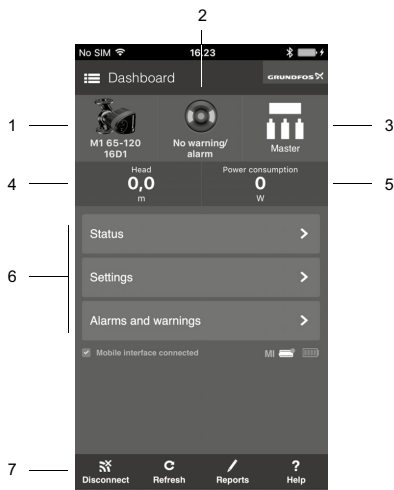 2
No SIM 16.23
Dashboard GRUNDFOS
1 3
M1 65-120
16D1
No warning/
alarm
Master
4 5
Head
0,0
m
Power consumption
0
W
6
Status
Settings
Alarms and warnings
Mobile interface connected MI
7
Disconnect Refresh Reports Help